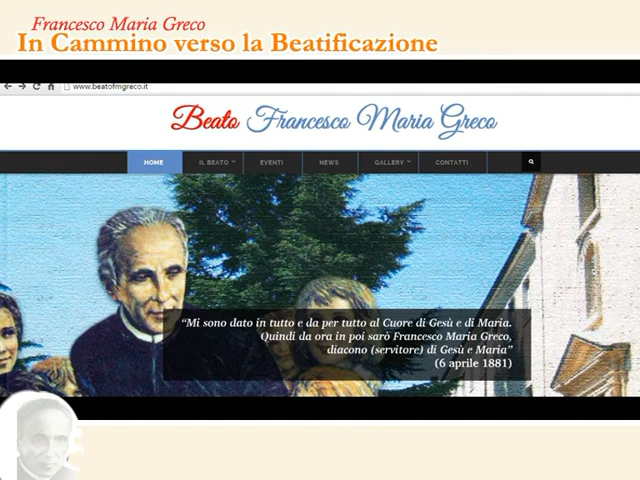 Francesco Maria Greco
In Cammino verso la Beatificazione
www.beatofmgreco.it
Beato Francesco Maria Greco
HOME IL BEATO EVENTI NEWS GALLERY CONTATTI
“Mi sono dato in tutto e da per tutto al Cuore di Gesù e di Maria.
Quindi da ora in poi sarò Francesco Maria Greco,
diacono (servitore) di Gesù e Maria”
(6 aprile 1881)